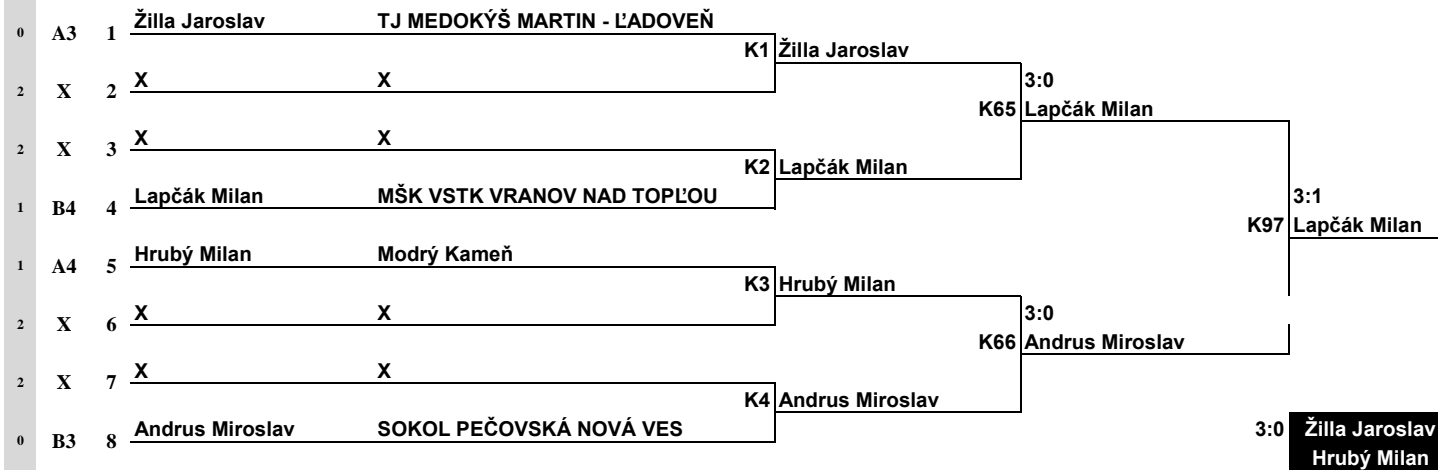 0 A3 1 Žilla Jaroslav TJ MEDOKÝŠ MARTIN - ĽADOVEŇ
K1 Žilla Jaroslav
2 X 2 X X 3:0
K65 Lapčák Milan
2 X 3 X X
K2 Lapčák Milan
1 B4 4 Lapčák Milan MŠK VSTK VRANOV NAD TOPĽOU 3:1
K97 Lapčák Milan
1 A4 5 Hrubý Milan Modrý Kameň
K3 Hrubý Milan
2 X 6 X X 3:0
K66 Andrus Miroslav
2 X 7 X X
K4 Andrus Miroslav
0 B3 8 Andrus Miroslav SOKOL PEČOVSKÁ NOVÁ VES 3:0 Žilla Jaroslav
Hrubý Milan